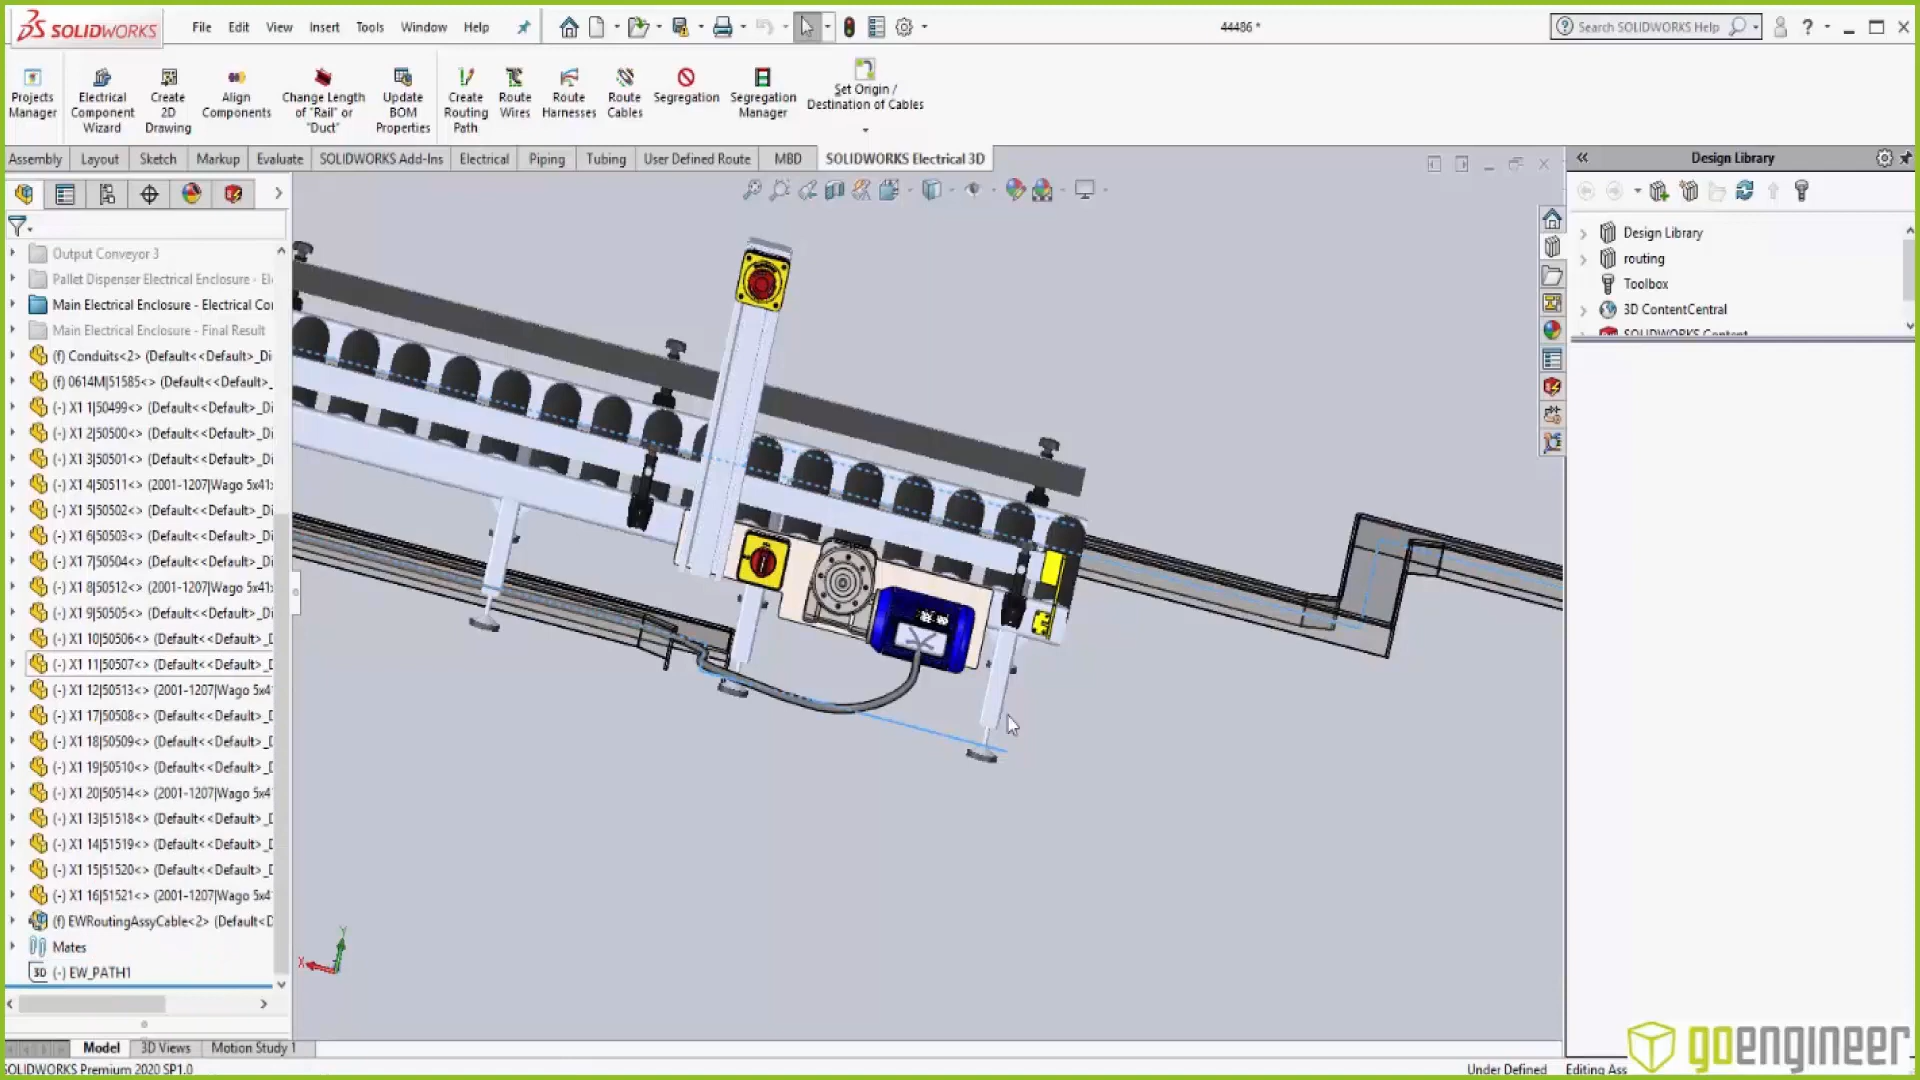 SOLIDWORKS
File Edit View Insert Tools Window Help
44486 *
Search SOLIDWORKS Help
Projects Manager
Electrical Component Wizard
Create 2D Drawing
Align Components
Change Length of "Rail" or "Duct"
Update BOM Properties
Create Routing Path
Route Wires
Route Harnesses
Route Cables
Segregation
Segregation Manager
Set Origin / Destination of Cables
Assembly Layout Sketch Markup Evaluate SOLIDWORKS Add-Ins Electrical Piping Tubing User Defined Route MBD SOLIDWORKS Electrical 3D
Design Library
Output Conveyor 3
Pallet Dispenser Electrical Enclosure - El
Main Electrical Enclosure - Electrical Co
Main Electrical Enclosure - Final Result
(f) Conduits<2> (Default<<Default>_Di
(f) 0614M|51585<> (Default<<Default>_
(-) X1 1|50499<> (Default<<Default>_Di
(-) X1 2|50500<> (Default<<Default>_Di
(-) X1 3|50501<> (Default<<Default>_Di
(-) X1 4|50511<> (2001-1207|Wago 5x41
(-) X1 5|50502<> (Default<<Default>_Di
(-) X1 6|50503<> (Default<<Default>_Di
(-) X1 7|50504<> (Default<<Default>_Di
(-) X1 8|50512<> (2001-1207|Wago 5x41
(-) X1 9|50505<> (Default<<Default>_Di
(-) X1 10|50506<> (Default<<Default>_D
(-) X1 11|50507<> (Default<<Default>_D
(-) X1 12|50513<> (2001-1207|Wago 5x4
(-) X1 17|50508<> (Default<<Default>_D
(-) X1 18|50509<> (Default<<Default>_D
(-) X1 19|50510<> (Default<<Default>_D
(-) X1 20|50514<> (2001-1207|Wago 5x4
(-) X1 13|51518<> (Default<<Default>_D
(-) X1 14|51519<> (Default<<Default>_D
(-) X1 15|51520<> (Default<<Default>_D
(-) X1 16|51521<> (2001-1207|Wago 5x4
(f) EWRoutingAssyCable<2> (Default<D
Mates
3D (-) EW_PATH1
Design Library
routing
Toolbox
3D ContentCentral
SOLIDWORKS Content
Y
X
Model 3D Views Motion Study 1
SOLIDWORKS Premium 2020 SP1.0
Under Defined Editing Ass
goengineer